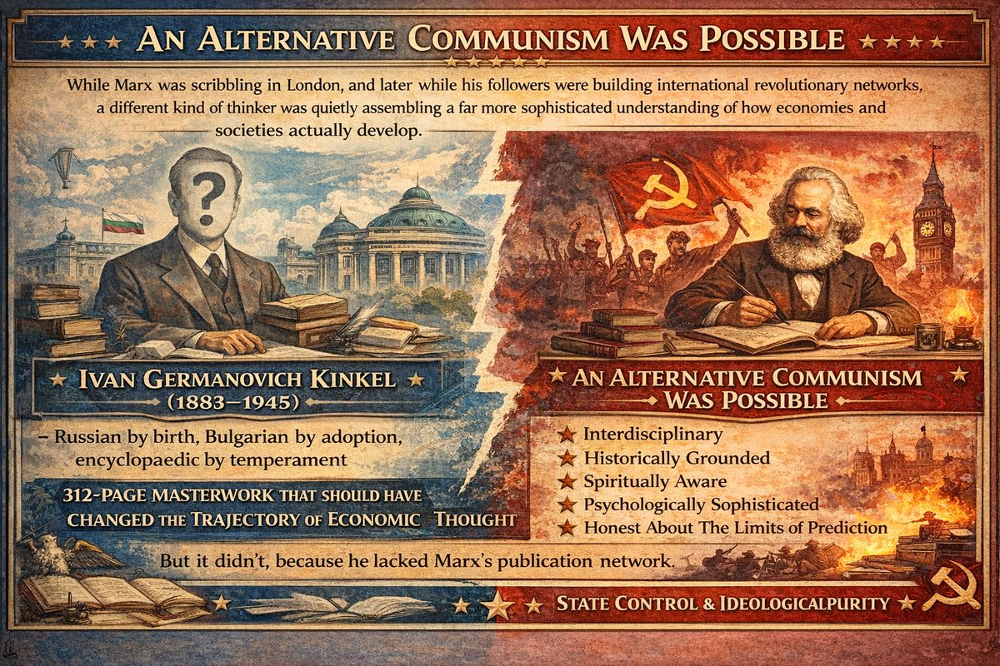 AN ALTERNATIVE COMMUNISM WAS POSSIBLE
While Marx was scribbling in London, and later while his followers were building international revolutionary networks,
a different kind of thinker was quietly assembling a far more sophisticated understanding of how economies and
societies actually develop.
?
IVAN GERMANOVICH KINKEL
(1883–1945)
– Russian by birth, Bulgarian by adoption,
encyclopaedic by temperament
312-PAGE MASTERWORK THAT SHOULD HAVE
CHANGED THE TRAJECTORY OF ECONOMIC THOUGHT
AN ALTERNATIVE COMMUNISM
WAS POSSIBLE
Interdisciplinary
Historically Grounded
Spiritually Aware
Psychologically Sophisticated
Honest About The Limits of Prediction
But it didn't, because he lacked Marx's publication network.
STATE CONTROL & IDEOLOGICALPURITY